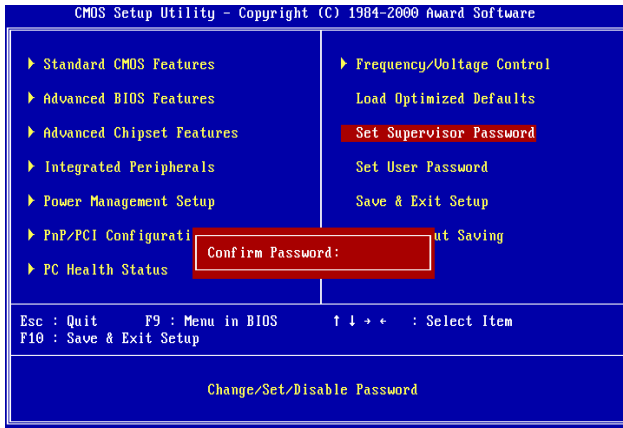 CMOS Setup Utility - Copyright (C) 1984-2000 Award Software
Standard CMOS Features
Advanced BIOS Features
Advanced Chipset Features
Integrated Peripherals
Power Management Setup
PnP/PCI Configurati
PC Health Status
Frequency/Voltage Control
Load Optimized Defaults
Set Supervisor Password
Set User Password
Save & Exit Setup
ut Saving
Confirm Password:
Esc : Quit F9 : Menu in BIOS ↑ ↓ → ← : Select Item
F10 : Save & Exit Setup
Change/Set/Disable Password